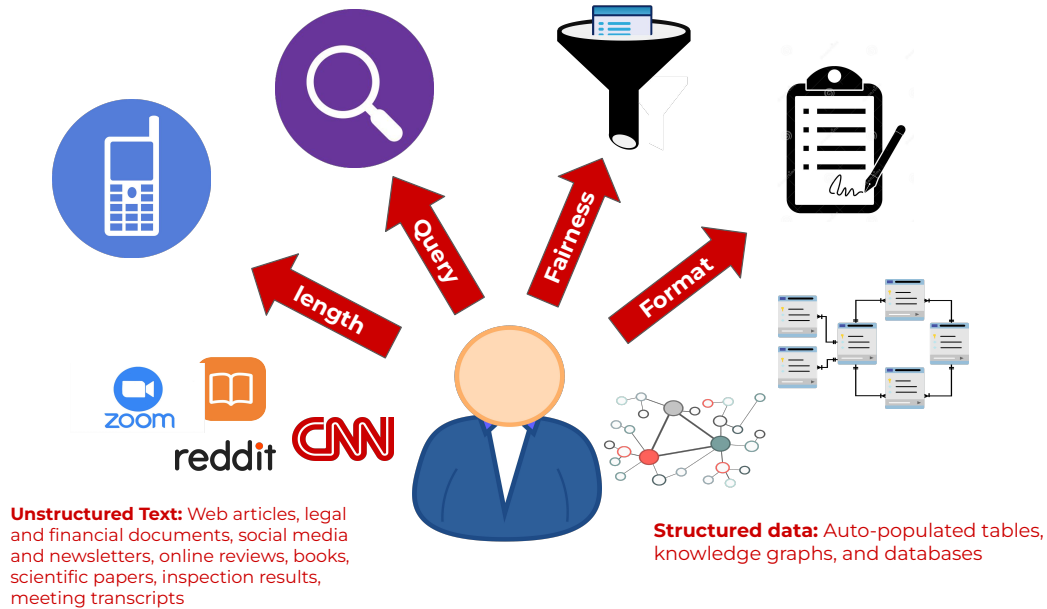 length
Query
Fairness
Format
zoom
reddit
CNN
Unstructured Text: Web articles, legal
and financial documents, social media
and newsletters, online reviews, books,
scientific papers, inspection results,
meeting transcripts
Structured data: Auto-populated tables,
knowledge graphs, and databases